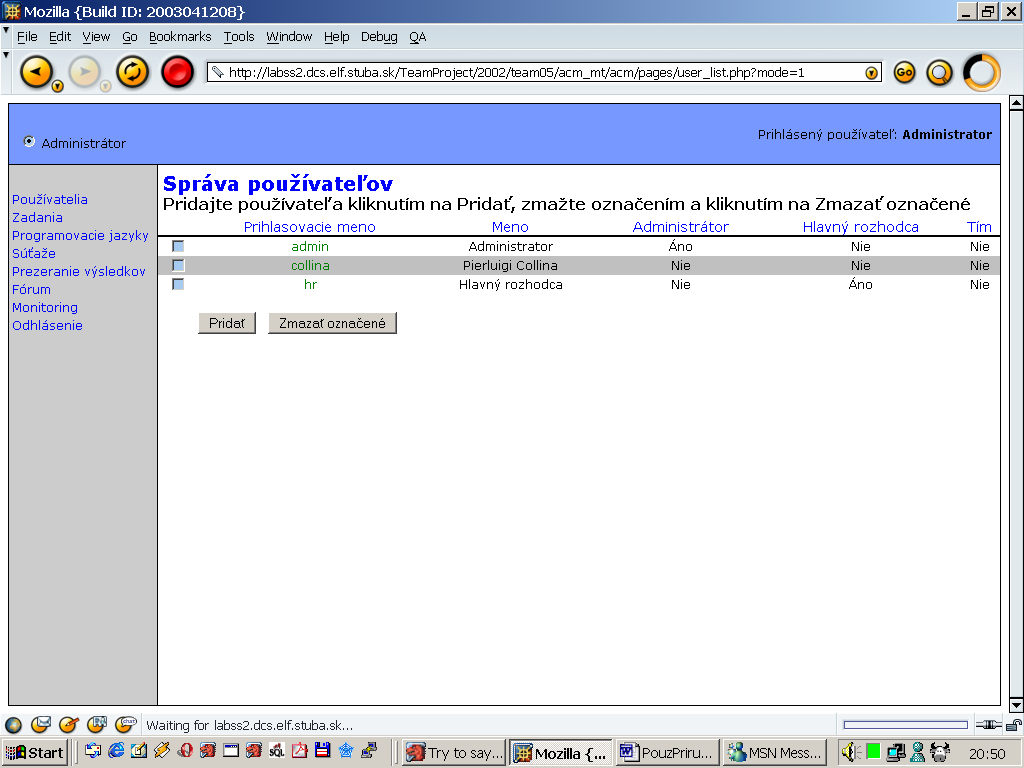 Mozilla {Build ID: 2003041208}
File Edit View Go Bookmarks Tools Window Help Debug QA
http://labss2.dcs.elf.stuba.sk/TeamProject/2002/team05/acm_mt/acm/pages/user_list.php?mode=1 Go
Administrátor
Prihlásený používateľ: Administrator
Používatelia
Zadania
Programovacie jazyky
Súťaže
Prezeranie výsledkov
Fórum
Monitoring
Odhlásenie
Správa používateľov
Pridajte používateľa kliknutím na Pridať, zmažte označením a kliknutím na Zmazať označené
Prihlasovacie meno Meno Administrátor Hlavný rozhodca Tím
admin Administrator Áno Nie Nie
collina Pierluigi Collina Nie Nie Nie
hr Hlavný rozhodca Nie Áno Nie
Pridať Zmazať označené
Waiting for labss2.dcs.elf.stuba.sk...
Start Try to say... Mozilla {... PouzPriru... MSN Mess... 20:50